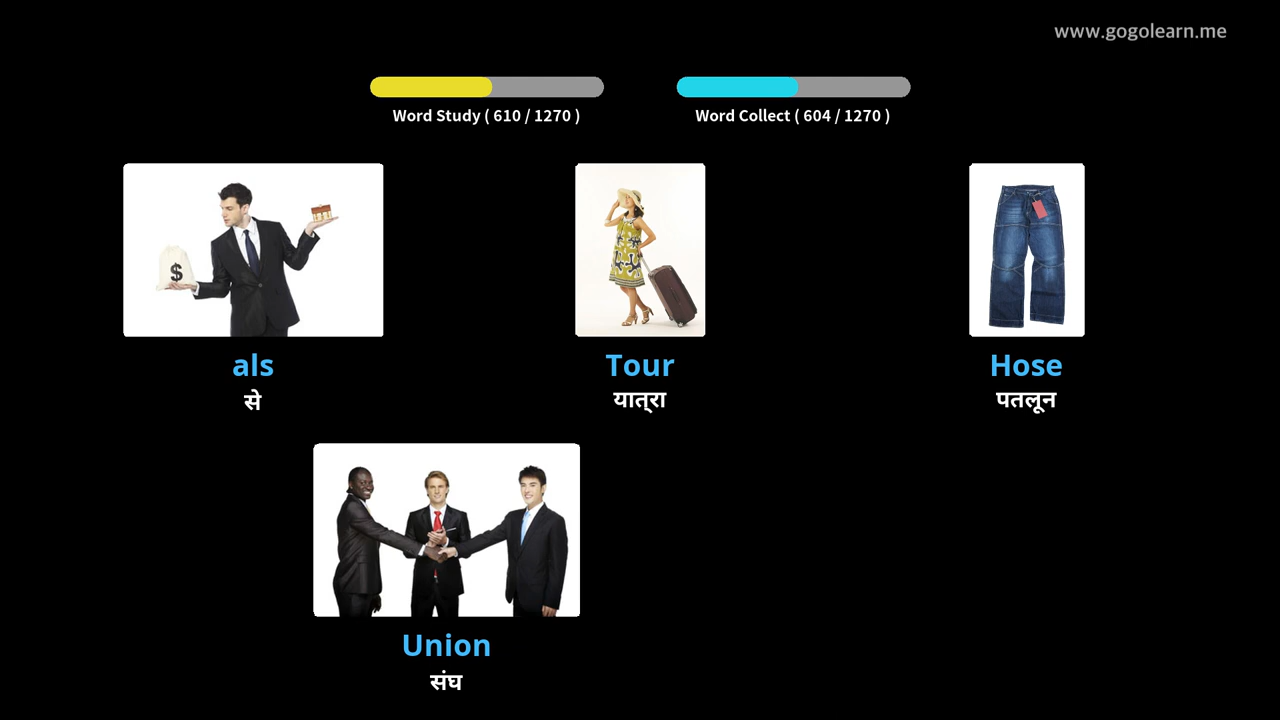 www.gogolearn.me
Word Study ( 610 / 1270 )
Word Collect ( 604 / 1270 )
als
से
Tour
यात्रा
Hose
पतलून
$
Union
संघ